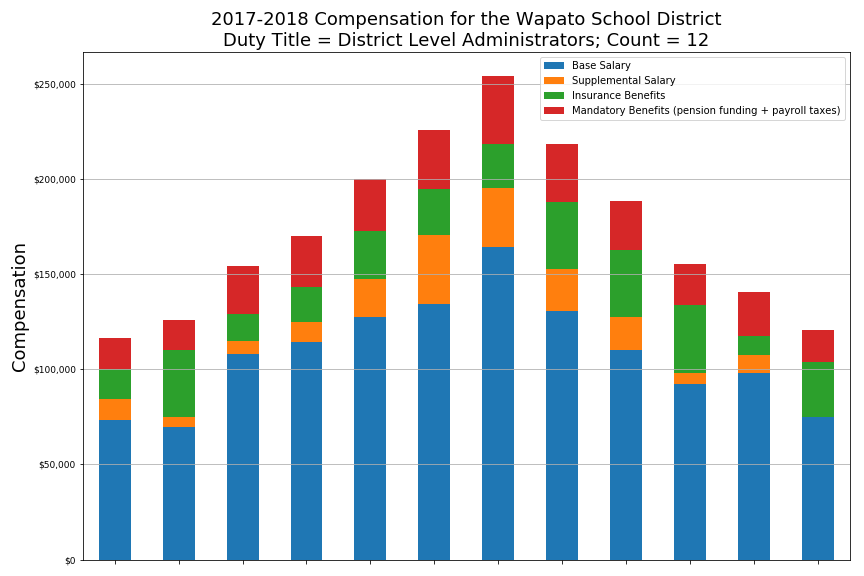 2017-2018 Compensation for the Wapato School District
Duty Title = District Level Administrators; Count = 12
Base Salary
Supplemental Salary
Insurance Benefits
Mandatory Benefits (pension funding + payroll taxes)
Compensation
$250,000
$200,000
$150,000
$100,000
$50,000
$0